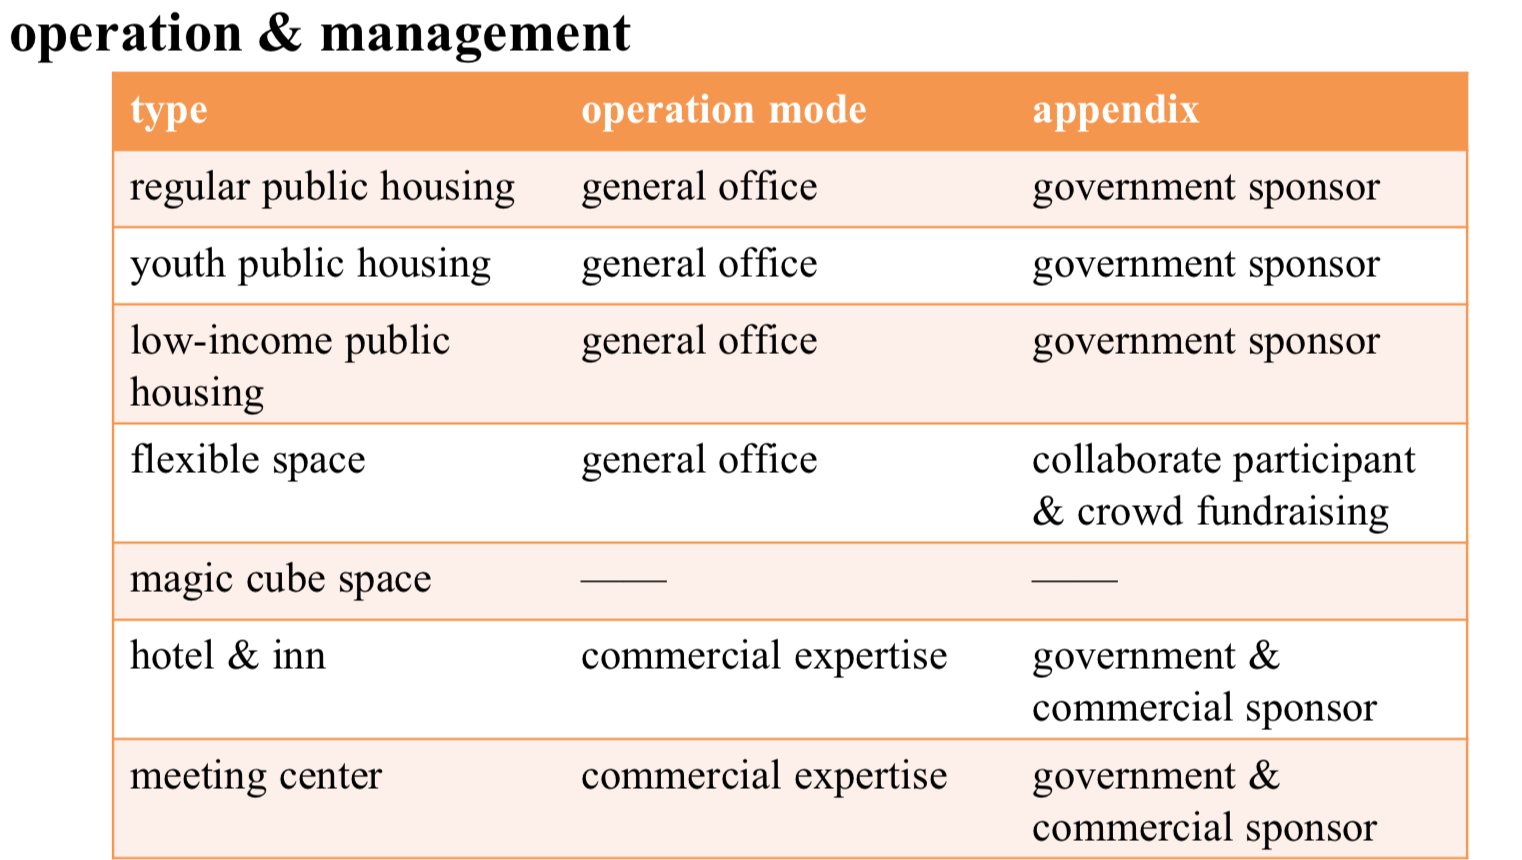 operation & management
type operation mode appendix
regular public housing general office government sponsor
youth public housing general office government sponsor
low-income public general office government sponsor
housing
flexible space general office collaborate participant
& crowd fundraising
magic cube space —— ——
hotel & inn commercial expertise government &
commercial sponsor
meeting center commercial expertise government &
commercial sponsor